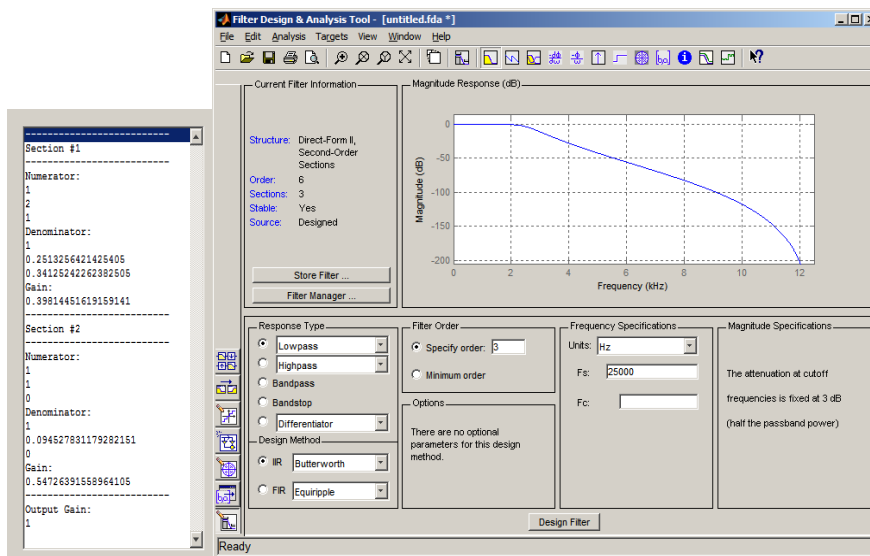 ---------------------------
Section #1
---------------------------
Numerator:
1
2
1
Denominator:
1
0.2513256421425405
0.34125242262382505
Gain:
0.39814451619159141
---------------------------
Section #2
---------------------------
Numerator:
1
1
0
Denominator:
1
0.094527831179282151
0
Gain:
0.54726391558964105
---------------------------
Output Gain:
1
Filter Design & Analysis Tool - [untitled.fda *]
File Edit Analysis Targets View Window Help
Current Filter Information
Structure: Direct-Form II,
Second-Order
Sections
Order: 6
Sections: 3
Stable: Yes
Source: Designed
Store Filter ...
Filter Manager ...
Magnitude Response (dB)
Magnitude (dB)
0
-50
-100
-150
-200
0 2 4 6 8 10 12
Frequency (kHz)
Response Type
Lowpass
Highpass
Bandpass
Bandstop
Differentiator
Design Method
IIR Butterworth
FIR Equiripple
Filter Order
Specify order: 3
Minimum order
Options
There are no optional
parameters for this design
method.
Frequency Specifications
Units: Hz
Fs: 25000
Fc:
Magnitude Specifications
The attenuation at cutoff
frequencies is fixed at 3 dB
(half the passband power)
Design Filter
Ready